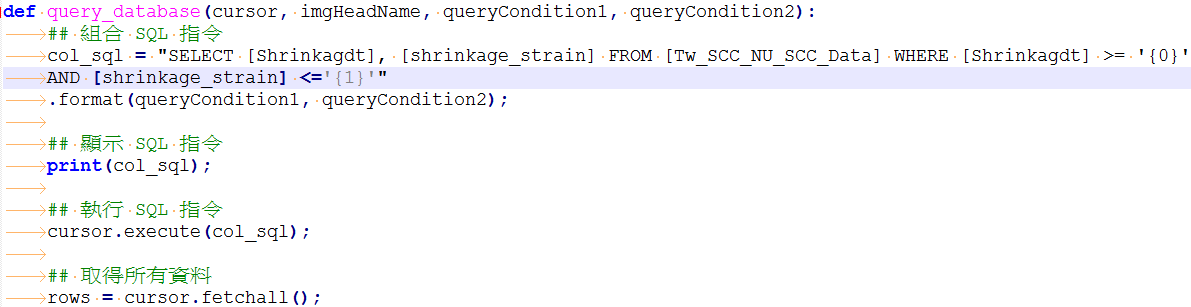 def query_database(cursor, imgHeadName, queryCondition1, queryCondition2):
## 組合 SQL 指令
col_sql = "SELECT [Shrinkagdt], [shrinkage_strain] FROM [Tw_SCC_NU_SCC_Data] WHERE [Shrinkagdt] >= '{0}'
AND [shrinkage_strain] <='{1}'"
.format(queryCondition1, queryCondition2);
## 顯示 SQL 指令
print(col_sql);
## 執行 SQL 指令
cursor.execute(col_sql);
## 取得所有資料
rows = cursor.fetchall();